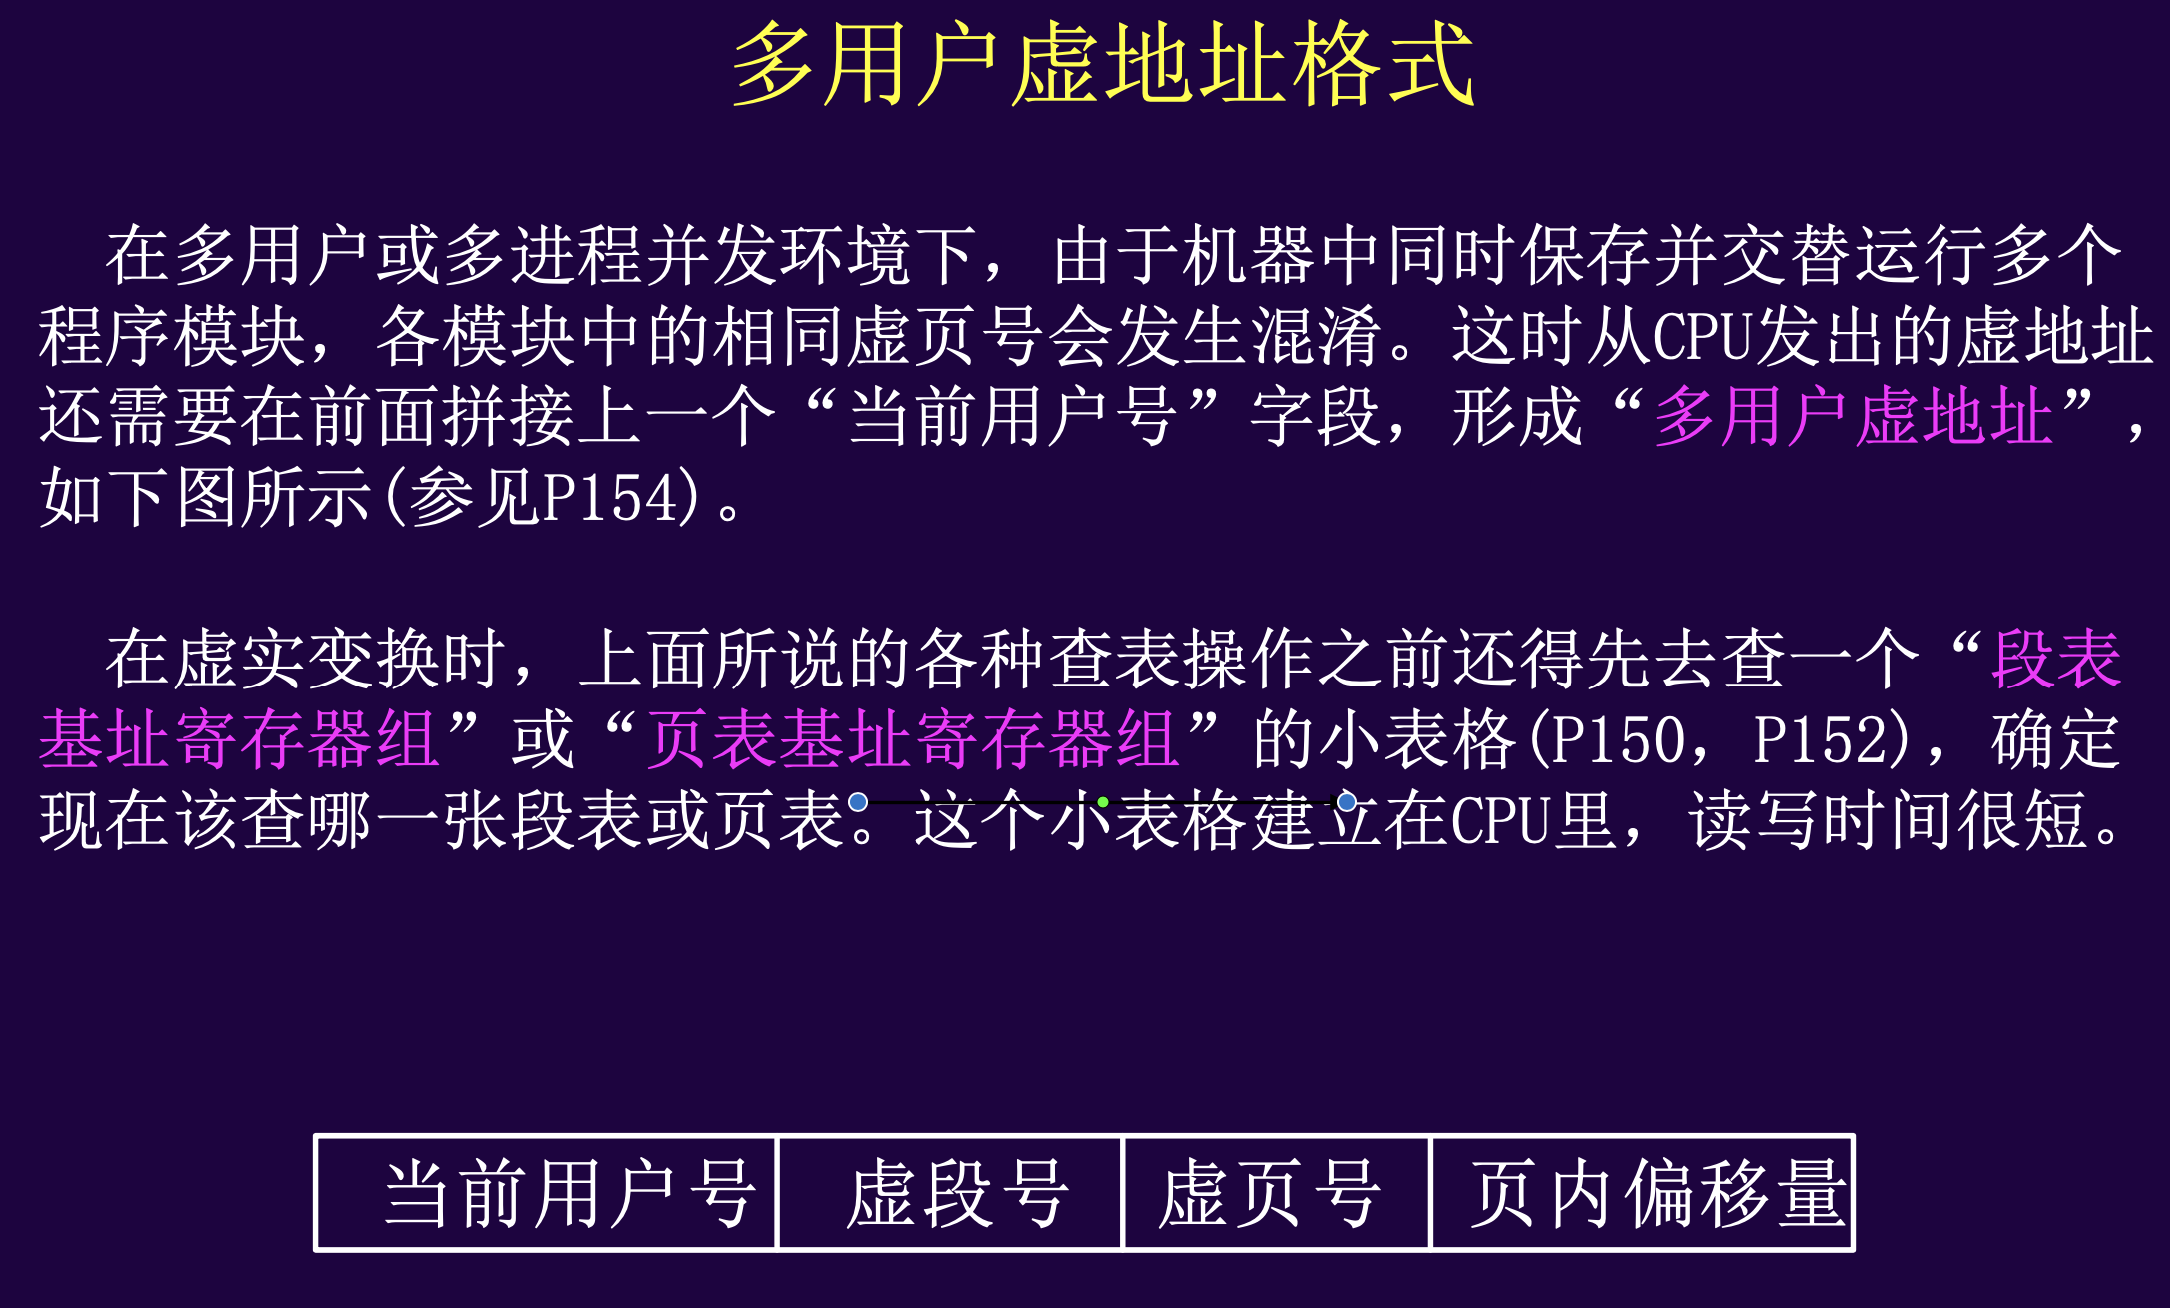 多用户虚地址格式
在多用户或多进程并发环境下，由于机器中同时保存并交替运行多个
程序模块，各模块中的相同虚页号会发生混淆。这时从CPU发出的虚地址
还需要在前面拼接上一个“当前用户号”字段，形成“多用户虚地址”，
如下图所示(参见P154)。
在虚实变换时，上面所说的各种查表操作之前还得先去查一个“段表
基址寄存器组”或“页表基址寄存器组”的小表格(P150，P152)，确定
现在该查哪一张段表或页表。这个小表格建立在CPU里，读写时间很短。
当前用户号 虚段号 虚页号 页内偏移量